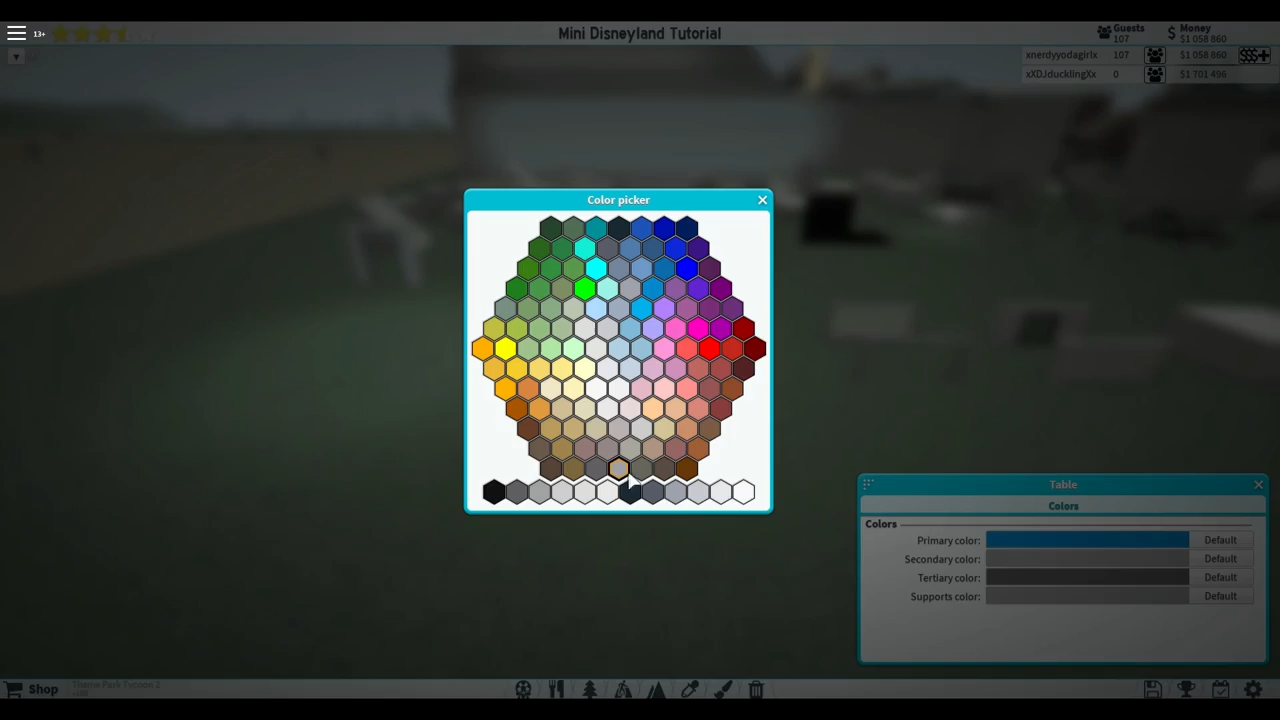 13+
Mini Disneyland Tutorial
Guests
107
$ Money
$1 058 860
xnerdyyodagirlx 107 $1 058 860 $$$+
xXDJducklingXx 0 $1 701 496
Color picker
Table
Colors
Colors
Primary color: Default
Secondary color: Default
Tertiary color: Default
Supports color: Default
Shop
Theme Park Tycoon 2